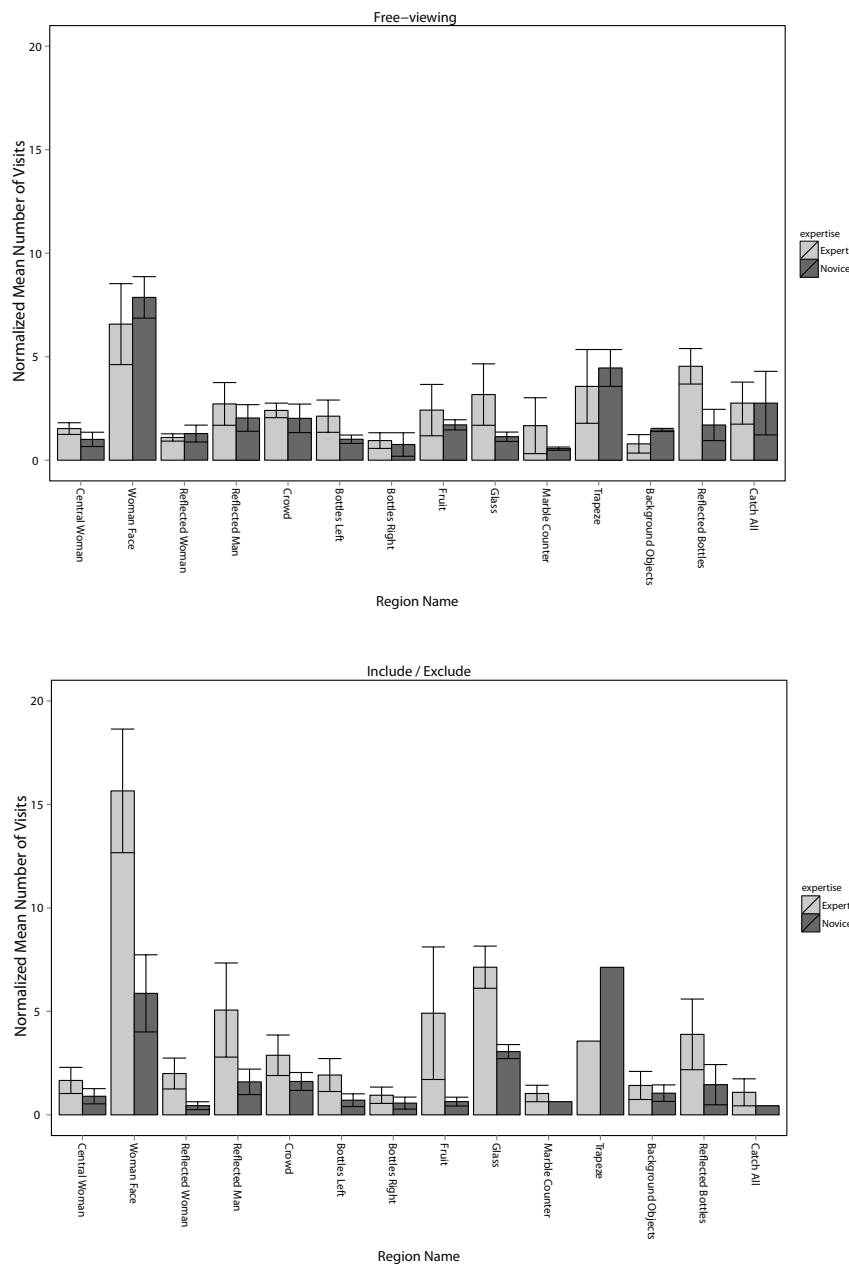 Free−viewing
20
15
10
5
0
Normalized Mean Number of Visits
expertise
Expert
Novice
Central Woman
Woman Face
Reflected Woman
Reflected Man
Crowd
Bottles Left
Bottles Right
Fruit
Glass
Marble Counter
Trapeze
Background Objects
Reflected Bottles
Catch All
Region Name
Include / Exclude
20
15
10
5
0
Normalized Mean Number of Visits
expertise
Expert
Novice
Central Woman
Woman Face
Reflected Woman
Reflected Man
Crowd
Bottles Left
Bottles Right
Fruit
Glass
Marble Counter
Trapeze
Background Objects
Reflected Bottles
Catch All
Region Name